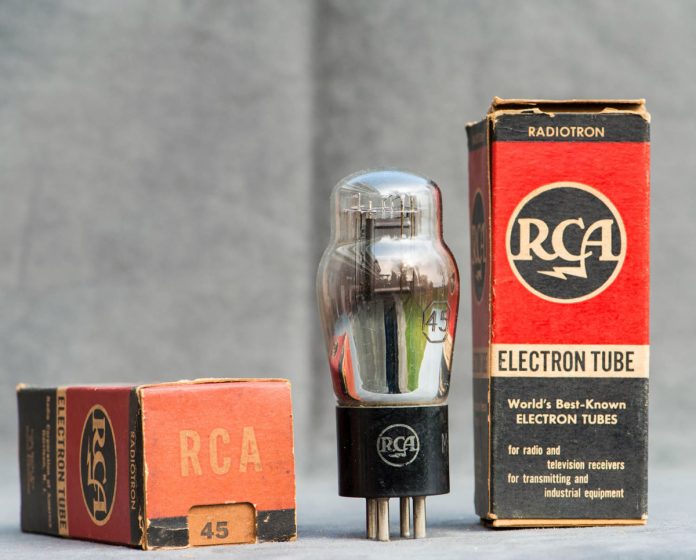 RADIOTRON
RCA
ELECTRON TUBE
World's Best-Known
ELECTRON TUBES
for radio and
television receivers
for transmitting and
industrial equipment
45
RCA
RCA
45
RADIOTRON
RCA
ELECTRON TUBE